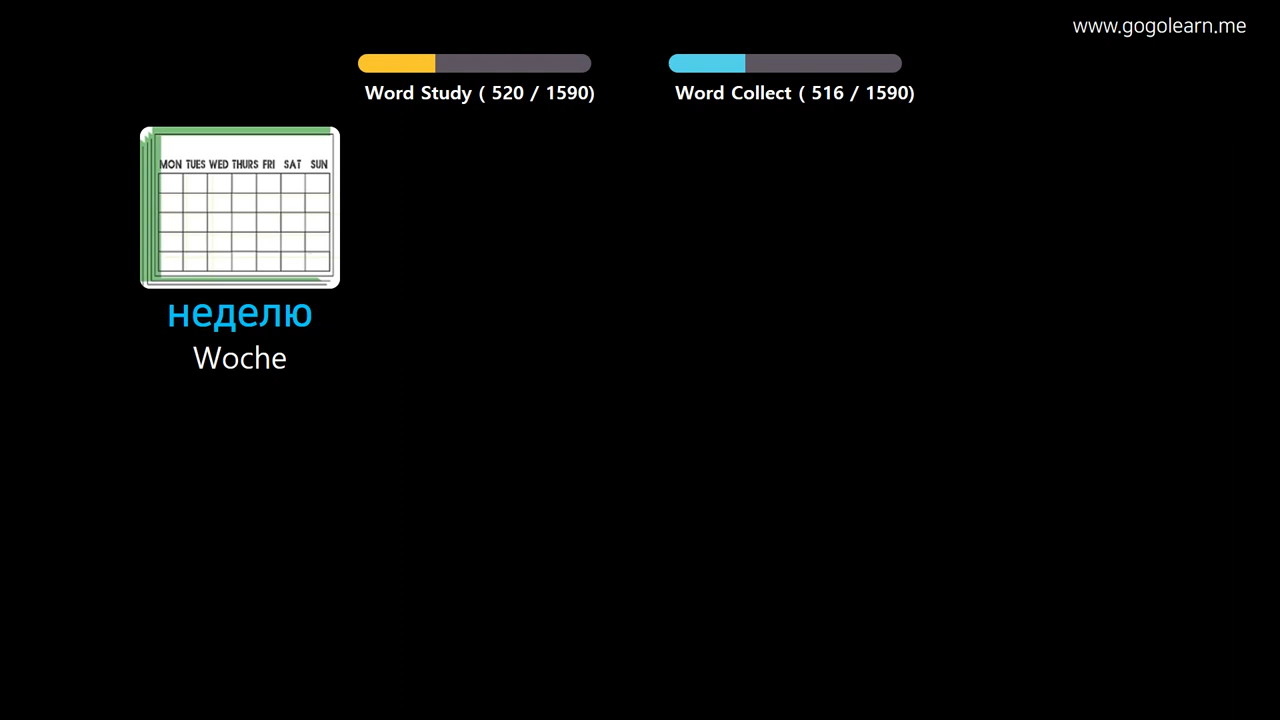 www.gogolearn.me
Word Study ( 520 / 1590)
Word Collect ( 516 / 1590)
MON TUES WED THURS FRI SAT SUN
неделю
Woche